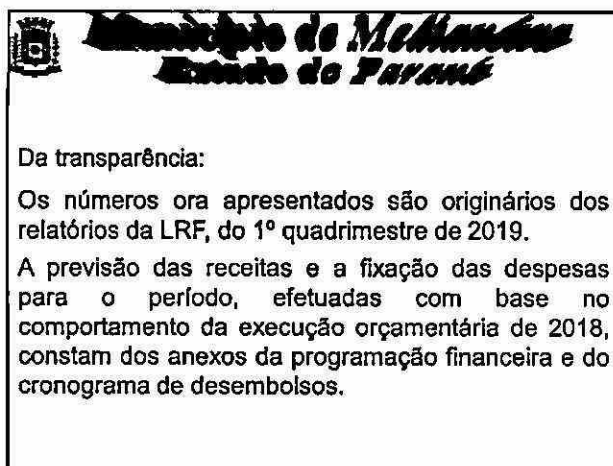 Município de Medianeira
Estado do Paraná
Da transparência:
Os números ora apresentados são originários dos
relatórios da LRF, do 1º quadrimestre de 2019.
A previsão das receitas e a fixação das despesas
para o período, efetuadas com base no
comportamento da execução orçamentária de 2018,
constam dos anexos da programação financeira e do
cronograma de desembolsos.